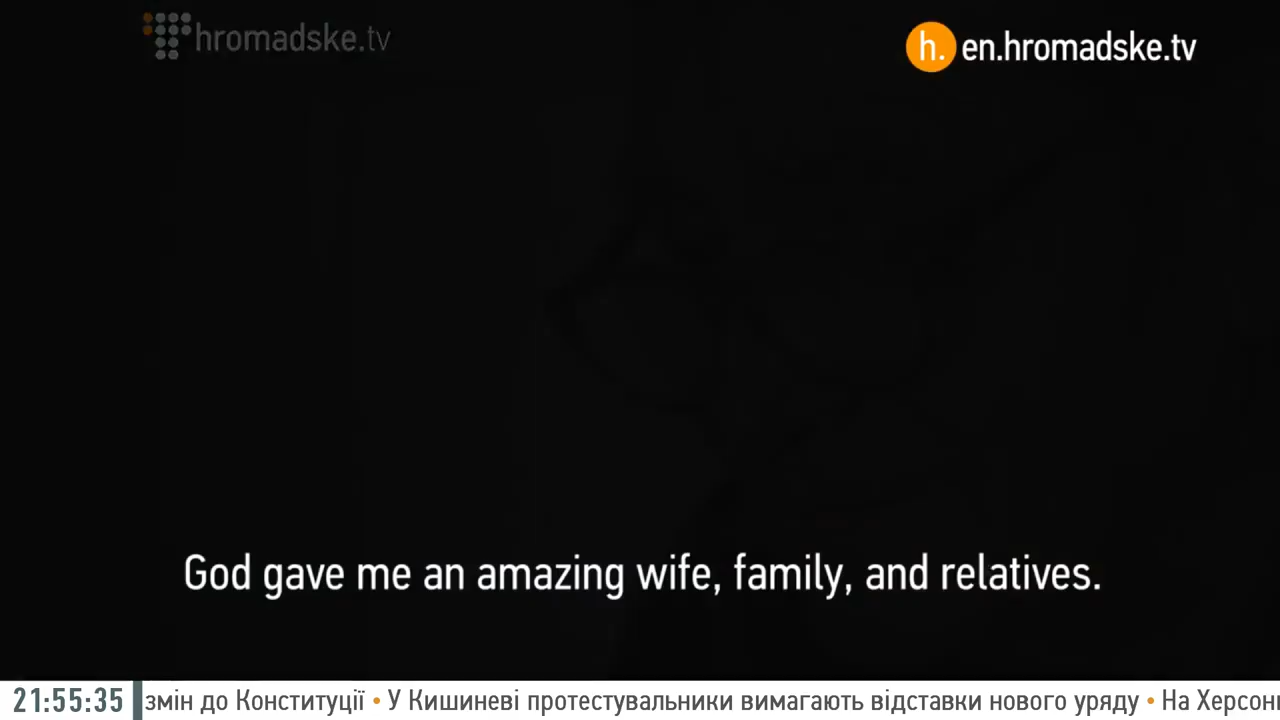 hromadske.tv
h. en.hromadske.tv
God gave me an amazing wife, family, and relatives.
21:55:35 змін до Конституції • У Кишиневі протестувальники вимагають відставки нового уряду • На